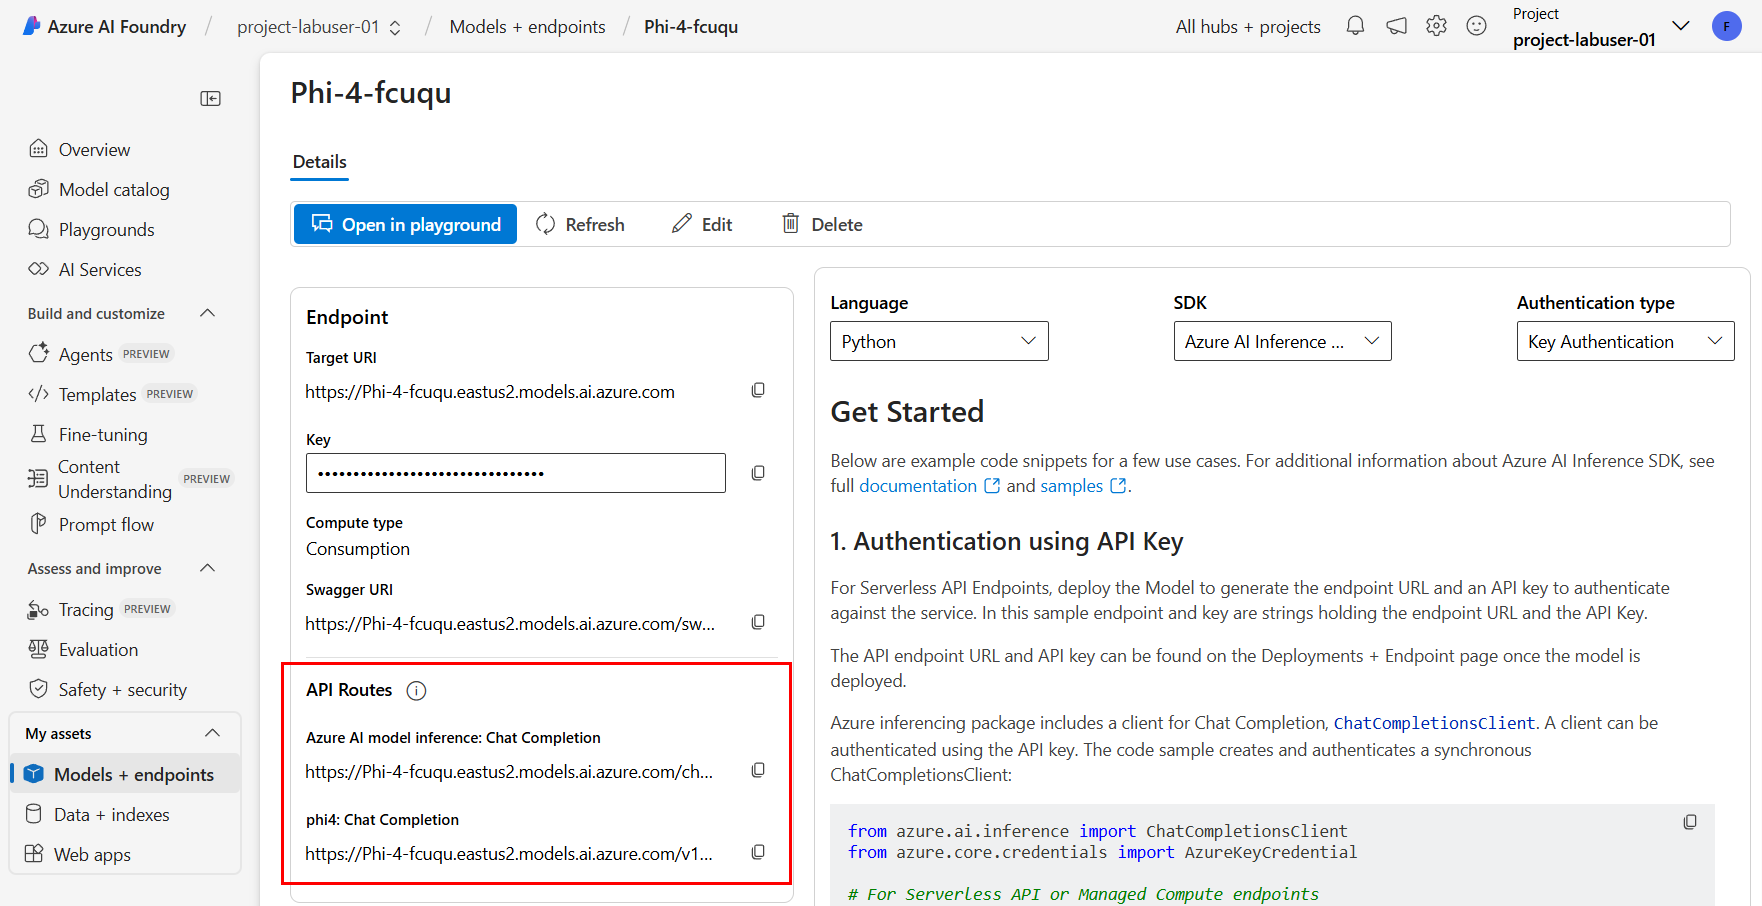 Azure AI Foundry / project-labuser-01 / Models + endpoints / Phi-4-fcuqu
All hubs + projects
Project
project-labuser-01
F
Overview
Model catalog
Playgrounds
AI Services
Build and customize
Agents PREVIEW
Templates PREVIEW
Fine-tuning
Content
Understanding PREVIEW
Prompt flow
Assess and improve
Tracing PREVIEW
Evaluation
Safety + security
My assets
Models + endpoints
Data + indexes
Web apps
Phi-4-fcuqu
Details
Open in playground Refresh Edit Delete
Endpoint
Target URI
https://Phi-4-fcuqu.eastus2.models.ai.azure.com
Key
••••••••••••••••••••••••••••••••
Compute type
Consumption
Swagger URI
https://Phi-4-fcuqu.eastus2.models.ai.azure.com/sw...
API Routes
Azure AI model inference: Chat Completion
https://Phi-4-fcuqu.eastus2.models.ai.azure.com/ch...
phi4: Chat Completion
https://Phi-4-fcuqu.eastus2.models.ai.azure.com/v1...
Language SDK Authentication type
Python Azure AI Inference ... Key Authentication
Get Started
Below are example code snippets for a few use cases. For additional information about Azure AI Inference SDK, see
full documentation and samples .
1. Authentication using API Key
For Serverless API Endpoints, deploy the Model to generate the endpoint URL and an API key to authenticate
against the service. In this sample endpoint and key are strings holding the endpoint URL and the API Key.
The API endpoint URL and API key can be found on the Deployments + Endpoint page once the model is
deployed.
Azure inferencing package includes a client for Chat Completion, ChatCompletionsClient. A client can be
authenticated using the API key. The code sample creates and authenticates a synchronous
ChatCompletionsClient:
from azure.ai.inference import ChatCompletionsClient
from azure.core.credentials import AzureKeyCredential
# For Serverless API or Managed Compute endpoints